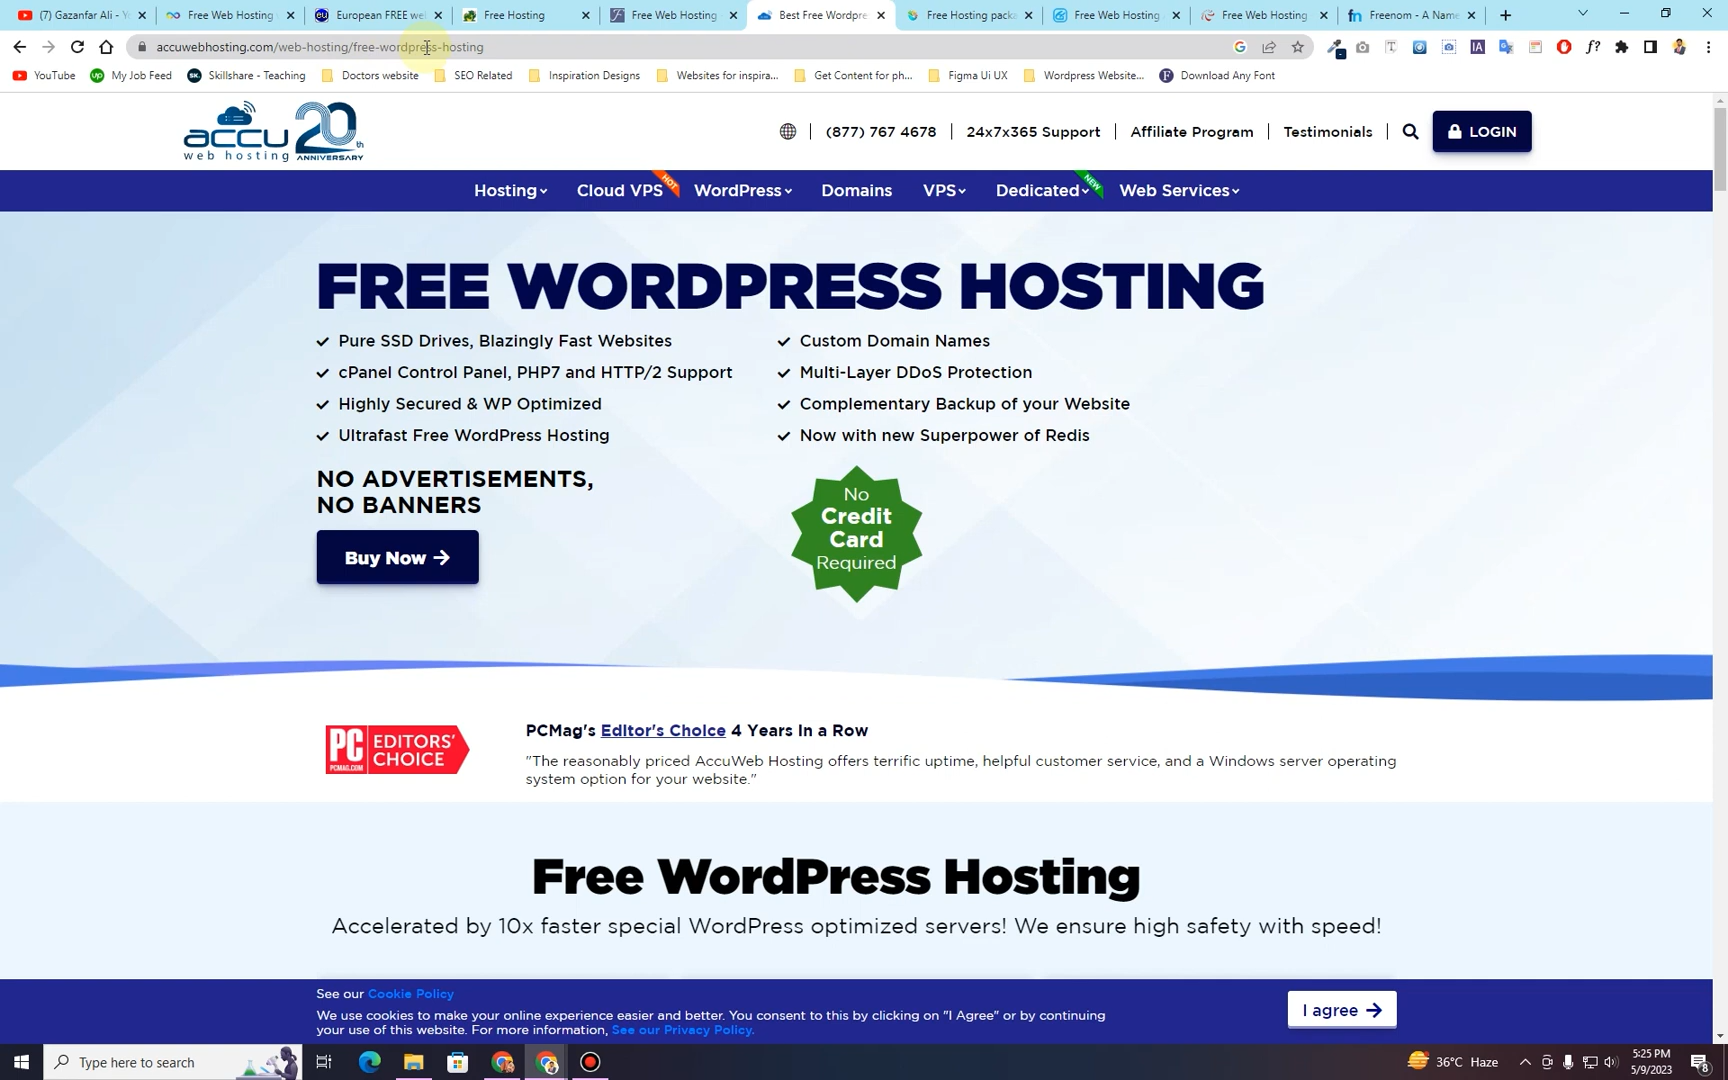 (7) Gazanfar Ali - Y
Free Web Hosting
European FREE we
Free Hosting
Free Web Hosting
Best Free Wordpre
Free Hosting pack
Free Web Hosting
Free Web Hosting
Freenom - A Name
accuwebhosting.com/web-hosting/free-wordpress-hosting
YouTube
My Job Feed
Skillshare - Teaching
Doctors website
SEO Related
Inspiration Designs
Websites for inspira...
Get Content for ph...
Figma Ui UX
Wordpress Website...
Download Any Font
accu 20th
web hosting ANNIVERSARY
(877) 767 4678
24x7x365 Support
Affiliate Program
Testimonials
LOGIN
Hosting
Cloud VPS
HOT
WordPress
Domains
VPS
Dedicated
NEW
Web Services
FREE WORDPRESS HOSTING
Pure SSD Drives, Blazingly Fast Websites
cPanel Control Panel, PHP7 and HTTP/2 Support
Highly Secured & WP Optimized
Ultrafast Free WordPress Hosting
Custom Domain Names
Multi-Layer DDoS Protection
Complementary Backup of your Website
Now with new Superpower of Redis
NO ADVERTISEMENTS,
NO BANNERS
Buy Now
No
Credit
Card
Required
PC EDITORS'
PCMAG.COM CHOICE
PCMag's Editor's Choice 4 Years In a Row
"The reasonably priced AccuWeb Hosting offers terrific uptime, helpful customer service, and a Windows server operating
system option for your website."
Free WordPress Hosting
Accelerated by 10x faster special WordPress optimized servers! We ensure high safety with speed!
See our Cookie Policy
We use cookies to make your online experience easier and better. You consent to this by clicking on "I Agree" or by continuing
your use of this website. For more information, See our Privacy Policy.
I agree
Type here to search
36°C Haze
5:25 PM
5/9/2023
8